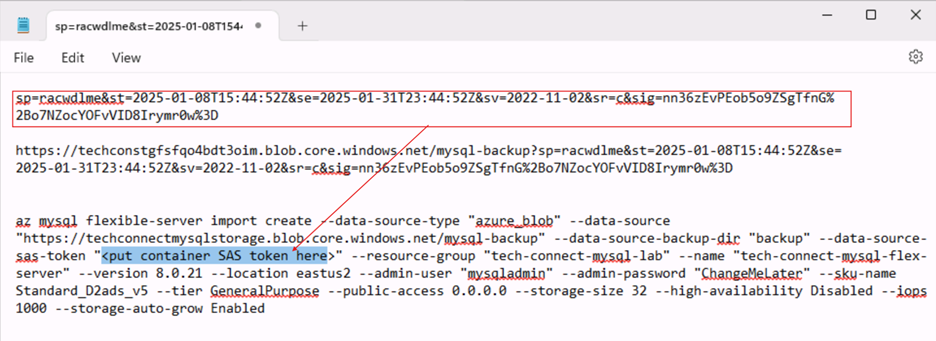 sp=racwdlme&st=2025-01-08T154
File Edit View
sp=racwdlme&st=2025-01-08T15:44:52Z&se=2025-01-31T23:44:52Z&sv=2022-11-02&sr=c&sig=nn36zEvPEob5o9ZSgTfnG%
2Bo7NZocYOFvVID8Irymr0w%3D
https://techconstgfsfqo4bdt3oim.blob.core.windows.net/mysql-backup?sp=racwdlme&st=2025-01-08T15:44:52Z&se=
2025-01-31T23:44:52Z&sv=2022-11-02&sr=c&sig=nn36zEvPEob5o9ZSgTfnG%2Bo7NZocYOFvVID8Irymr0w%3D
az mysql flexible-server import create --data-source-type "azure_blob" --data-source
"https://techconnectmysqlstorage.blob.core.windows.net/mysql-backup" --data-source-backup-dir "backup" --data-source-
sas-token "<put container SAS token here>" --resource-group "tech-connect-mysql-lab" --name "tech-connect-mysql-flex-
server" --version 8.0.21 --location eastus2 --admin-user "mysqladmin" --admin-password "ChangeMeLater" --sku-name
Standard_D2ads_v5 --tier GeneralPurpose --public-access 0.0.0.0 --storage-size 32 --high-availability Disabled --iops
1000 --storage-auto-grow Enabled